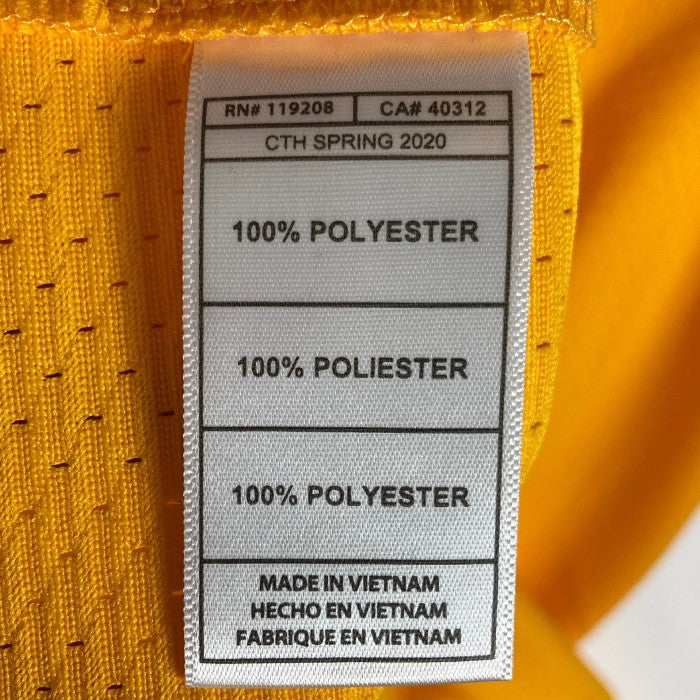 RN# 119208 CA# 40312
CTH SPRING 2020
100% POLYESTER
100% POLIESTER
100% POLYESTER
MADE IN VIETNAM
HECHO EN VIETNAM
FABRIQUE EN VIETNAM